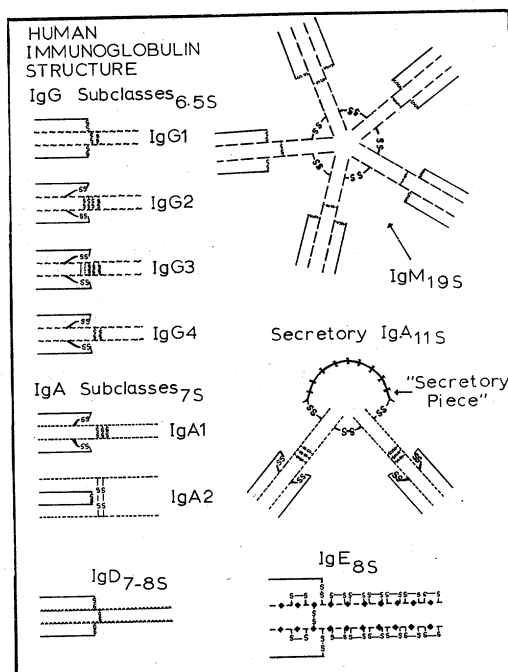 HUMAN
IMMUNOGLOBULIN
STRUCTURE
IgG Subclasses6·5S
IgG1
IgG2
IgG3
IgG4
IgA Subclasses7S
IgA1
IgA2
IgD7-8S
IgM19S
Secretory IgA11S
"Secretory
Piece"
IgE8S